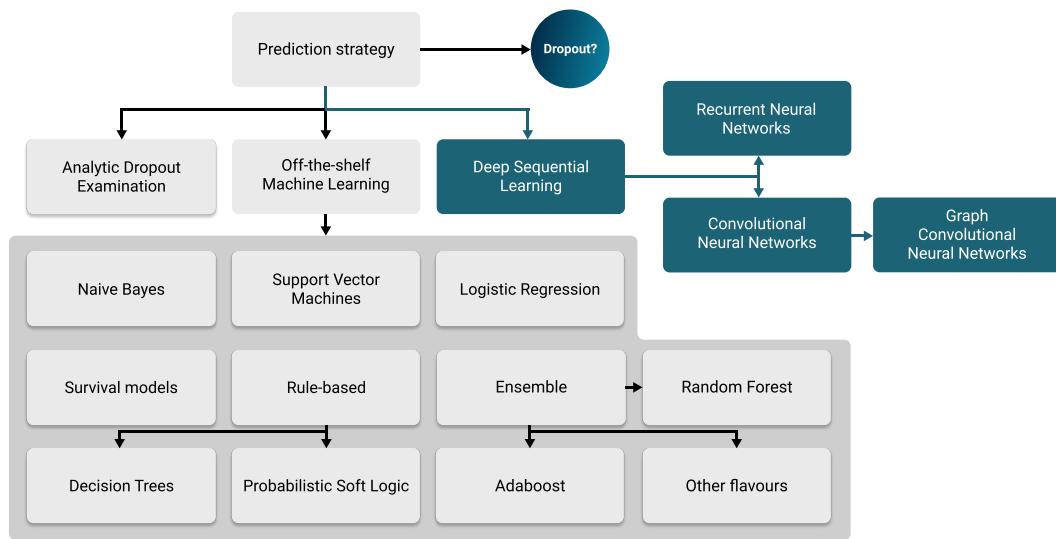 Prediction strategy
Dropout?
Recurrent Neural
Networks
Analytic Dropout
Examination
Off-the-shelf
Machine Learning
Deep Sequential
Learning
Convolutional
Neural Networks
Graph
Convolutional
Neural Networks
Naive Bayes
Support Vector
Machines
Logistic Regression
Survival models
Rule-based
Ensemble
Random Forest
Decision Trees
Probabilistic Soft Logic
Adaboost
Other flavours